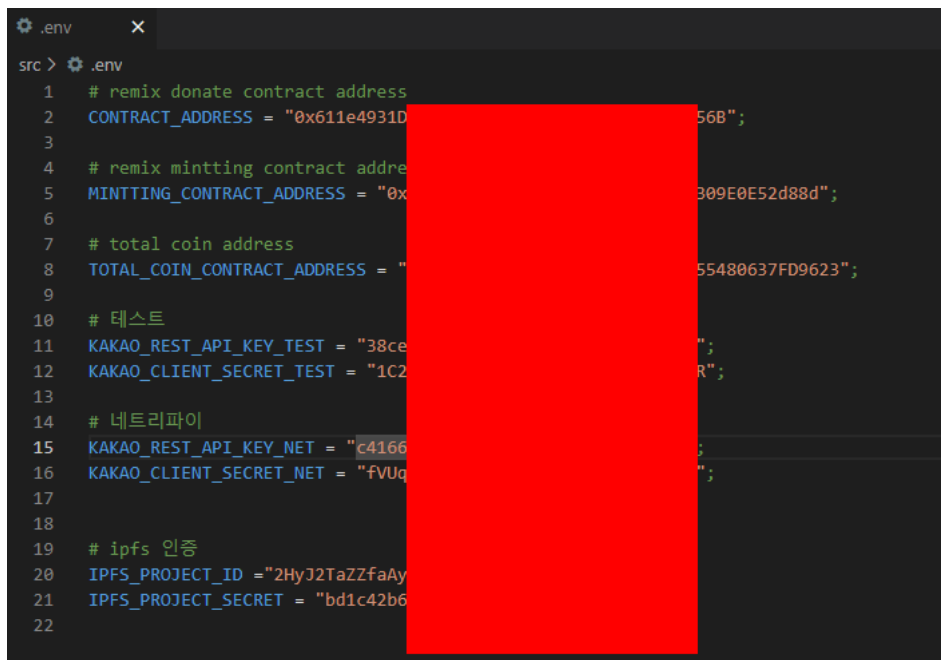 .env
src > .env
1 # remix donate contract address
2 CONTRACT_ADDRESS = "0x611e4931D 56B";
3
4 # remix mintting contract addre
5 MINTTING_CONTRACT_ADDRESS = "0x 309E0E52d88d";
6
7 # total coin address
8 TOTAL_COIN_CONTRACT_ADDRESS = " 55480637FD9623";
9
10 # 테스트
11 KAKAO_REST_API_KEY_TEST = "38ce ";
12 KAKAO_CLIENT_SECRET_TEST = "1C2 R";
13
14 # 네트리파이
15 KAKAO_REST_API_KEY_NET = "c4166 ;
16 KAKAO_CLIENT_SECRET_NET = "fVUq ";
17
18
19 # ipfs 인증
20 IPFS_PROJECT_ID ="2HyJ2TaZZfaAy
21 IPFS_PROJECT_SECRET = "bd1c42b6
22